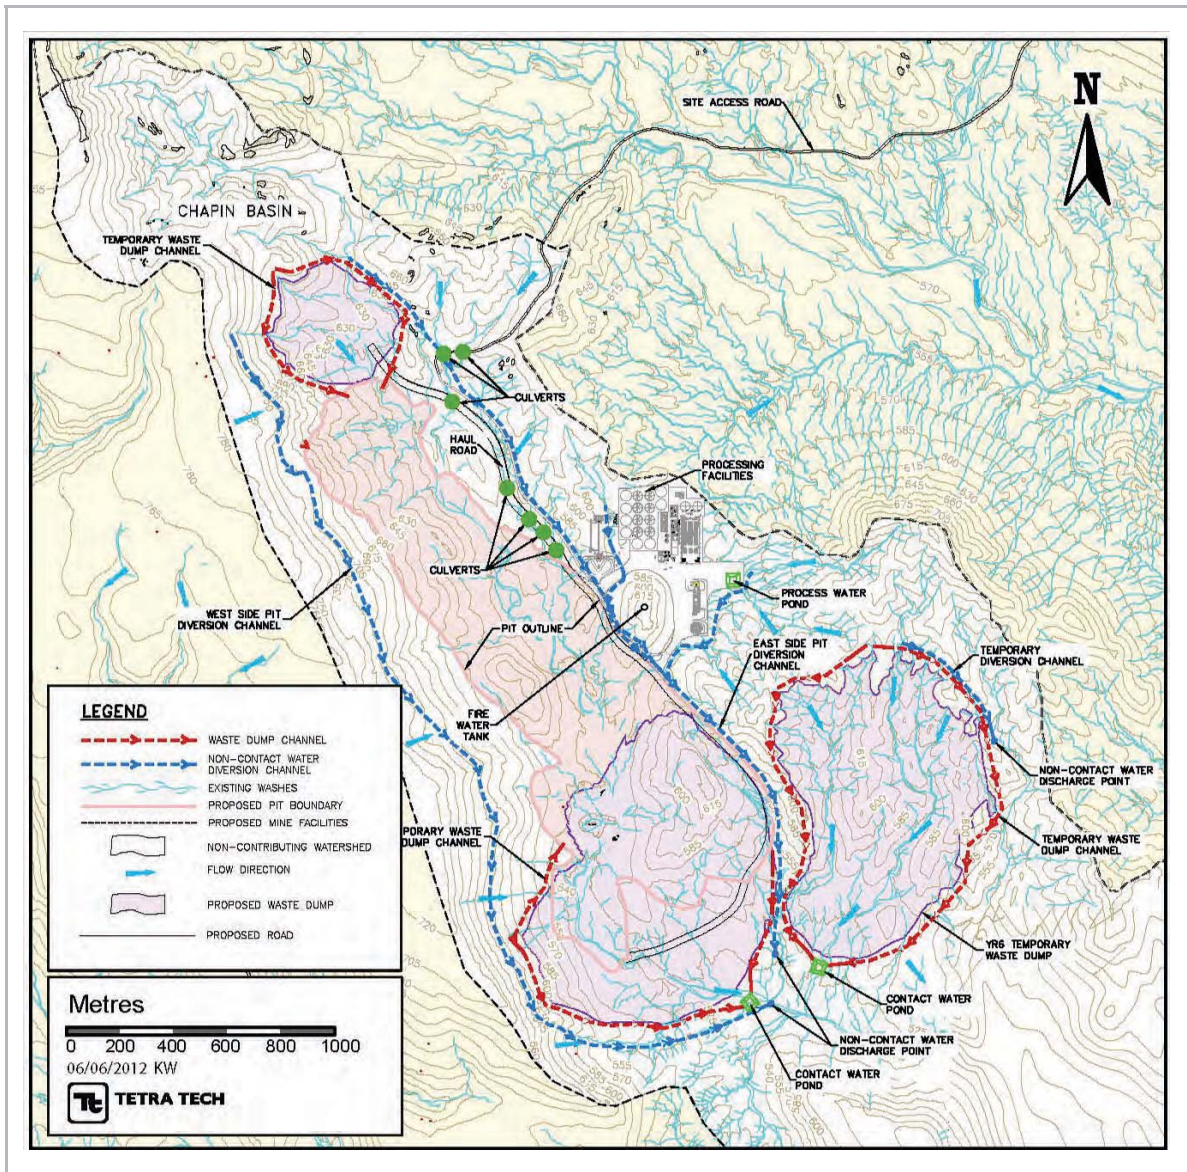 N
SITE ACCESS ROAD
CHAPIN BASIN
TEMPORARY WASTE
DUMP CHANNEL
CULVERTS
HAUL
ROAD
PROCESSING
FACILITIES
CULVERTS
PROCESS WATER
POND
WEST SIDE PIT
DIVERSION CHANNEL
PIT OUTLINE
EAST SIDE PIT
DIVERSION
CHANNEL
TEMPORARY
DIVERSION CHANNEL
FIRE
WATER
TANK
NON-CONTACT WATER
DISCHARGE POINT
PORARY WASTE
DUMP CHANNEL
TEMPORARY WASTE
DUMP CHANNEL
YR6 TEMPORARY
WASTE DUMP
CONTACT WATER
POND
NON-CONTACT WATER
DISCHARGE POINT
CONTACT WATER
POND
LEGEND
WASTE DUMP CHANNEL
NON-CONTACT WATER
DIVERSION CHANNEL
EXISTING WASHES
PROPOSED PIT BOUNDARY
PROPOSED MINE FACILITIES
NON-CONTRIBUTING WATERSHED
FLOW DIRECTION
PROPOSED WASTE DUMP
PROPOSED ROAD
Metres
0 200 400 600 800 1000
06/06/2012 KW
TETRA TECH